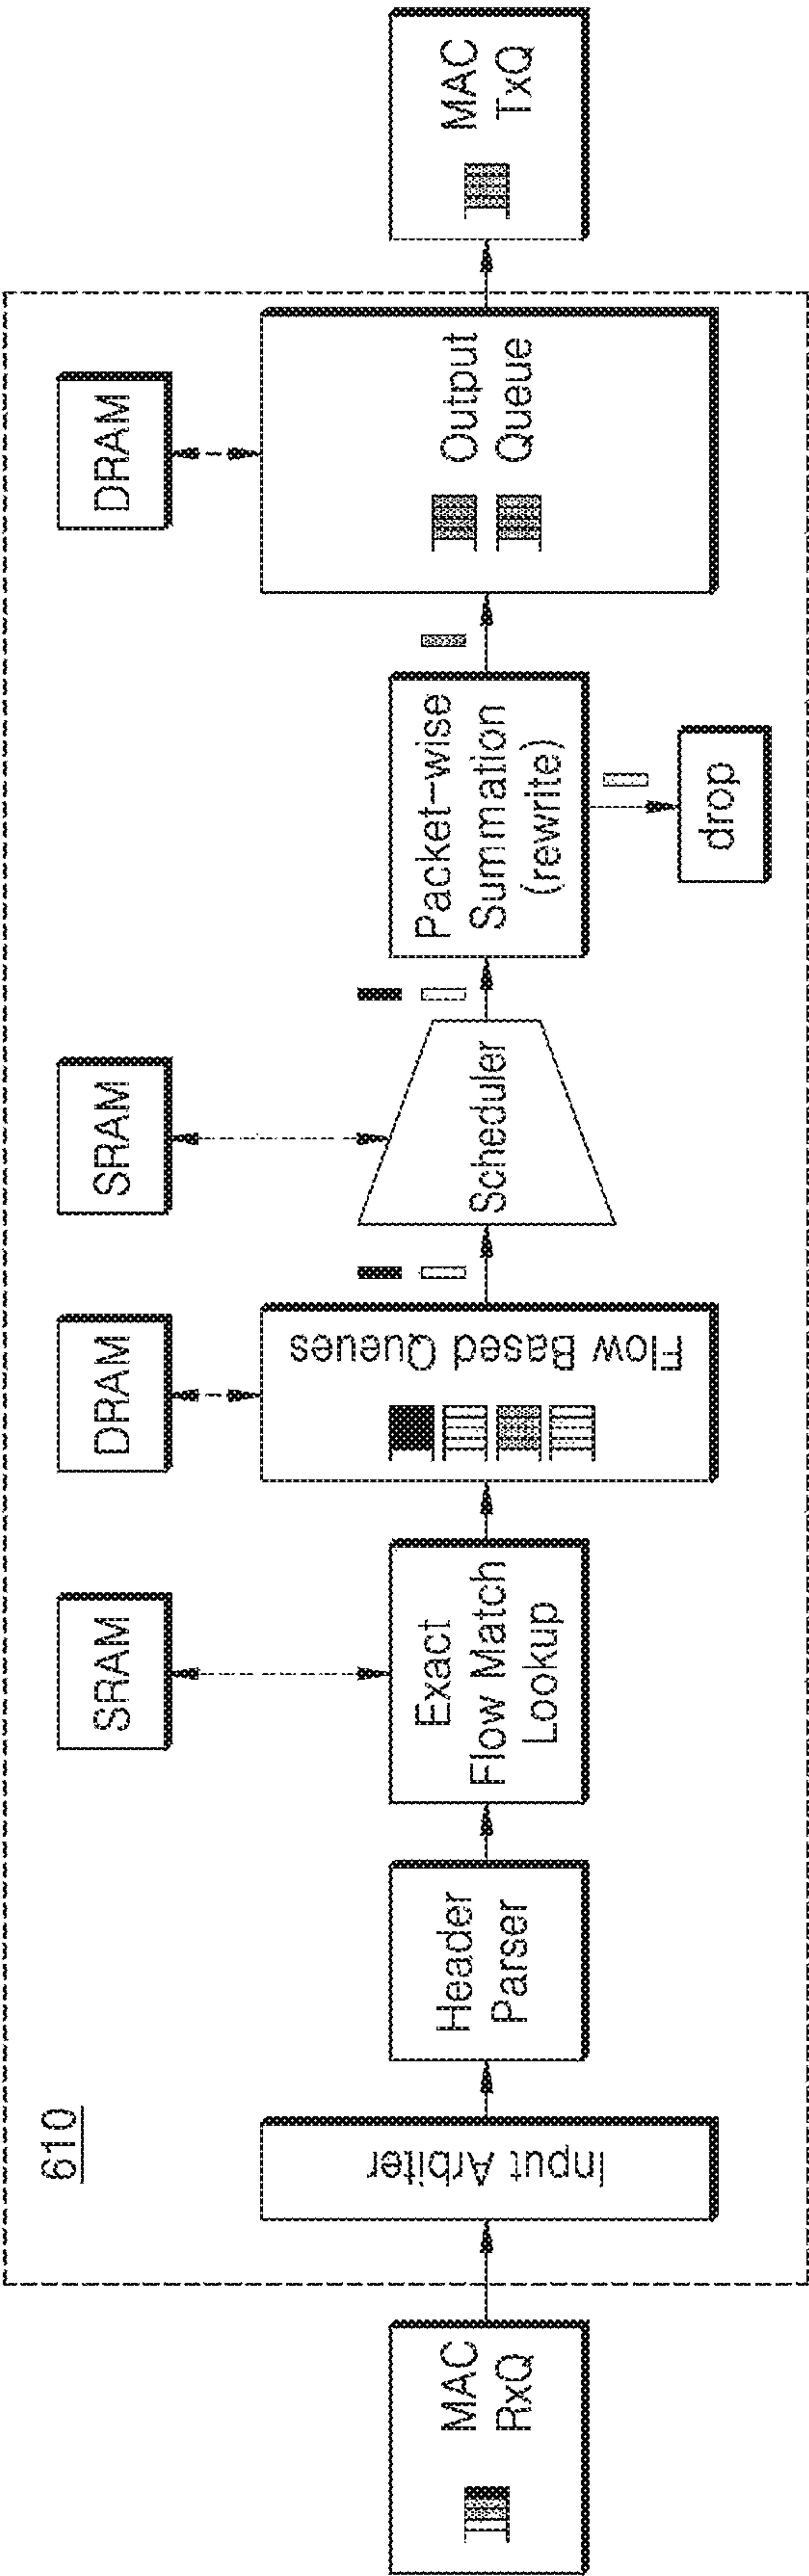 610
MAC
RxQ
Input Arbiter
Header
Parser
SRAM
Exact
Flow Match
Lookup
DRAM
Flow Based Queues
SRAM
Scheduler
Packet-wise
Summation
(rewrite)
drop
DRAM
Output
Queue
MAC
TxQ